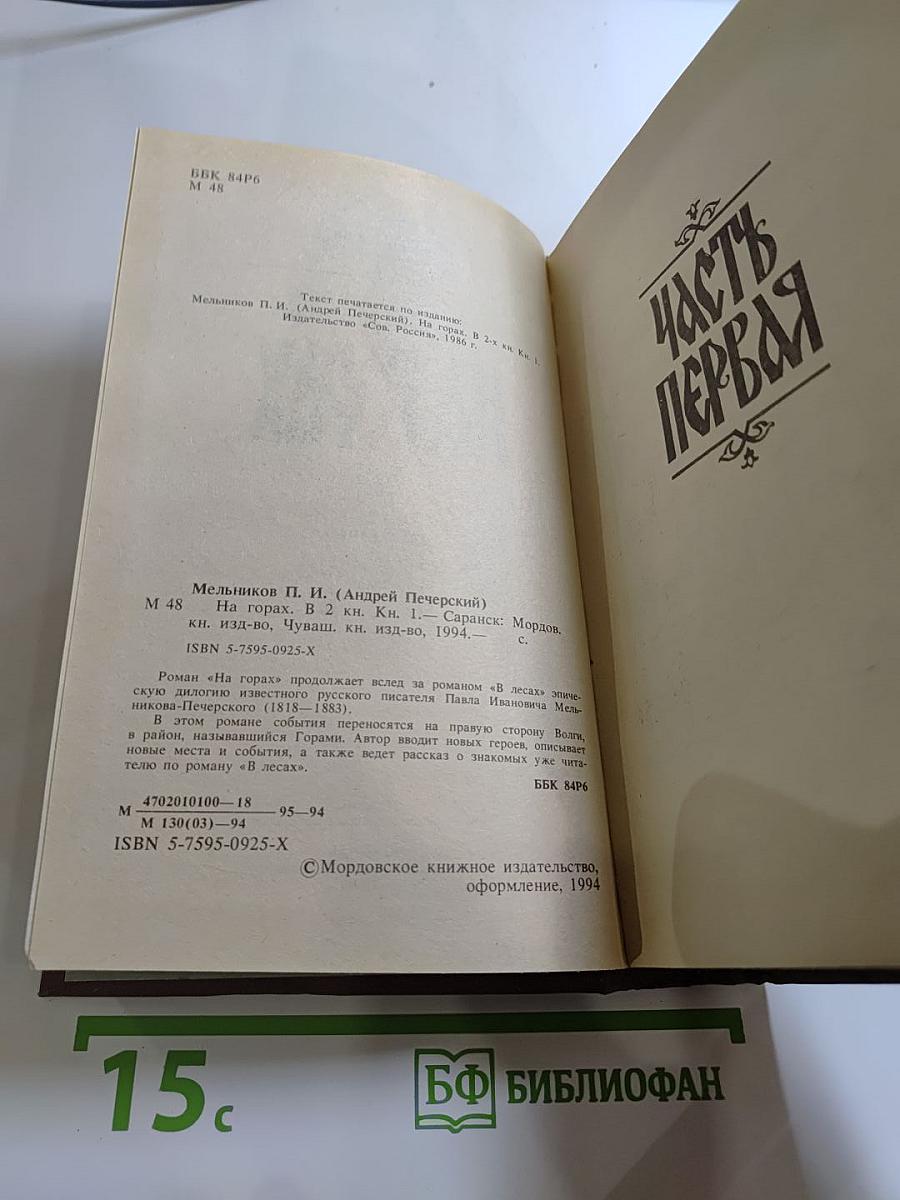 ББК 84Р6
М 48
Текст печатается по изданию:
Мельников П. И. (Андрей Печерский). На горах. В 2-х кн. Кн. 1.
Издательство «Сов. Россия», 1986 г.
Мельников П. И. (Андрей Печерский)
М 48 На горах. В 2 кн. Кн. 1.— Саранск: Мордов.
кн. изд-во, Чуваш. кн. изд-во, 1994.— с.
ISBN 5-7595-0925-X
Роман «На горах» продолжает вслед за романом «В лесах» эпиче-
скую дилогию известного русского писателя Павла Ивановича Мель-
никова-Печерского (1818—1883).
В этом романе события переносятся на правую сторону Волги,
в район, называвшийся Горами. Автор вводит новых героев, описывает
новые места и события, а также ведет рассказ о знакомых уже чита-
телю по роману «В лесах».
ББК 84Р6
М 4702010100—18 95—94
М 130(03)—94
ISBN 5-7595-0925-X
© Мордовское книжное издательство,
оформление, 1994
ЧАСТЬ
ПЕРВАЯ
15 с
БФ БИБЛИОФАН